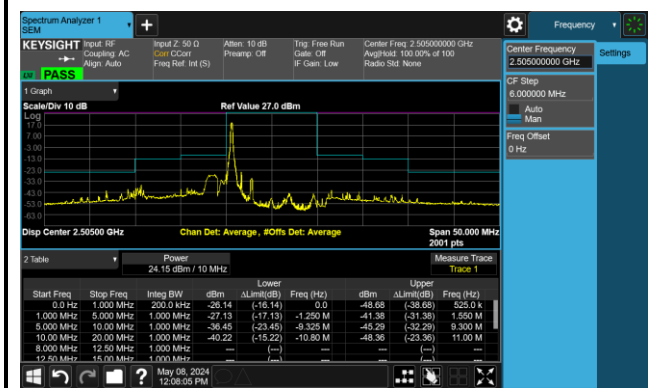 Spectrum Analyzer 1
SEM
Frequency
KEYSIGHT
Input: RF
Coupling: AC
Align: Auto
Input Z: 50 Ω
Corr CCorr
Freq Ref: Int (S)
Atten: 10 dB
Preamp: Off
Trig: Free Run
Gate: Off
IF Gain: Low
Center Freq: 2.505000000 GHz
Avg|Hold: 100.00% of 100
Radio Std: None
PASS
Center Frequency
2.505000000 GHz
Settings
CF Step
6.000000 MHz
Auto
Man
Freq Offset
0 Hz
1 Graph
Scale/Div 10 dB
Ref Value 27.0 dBm
Log
17.0
7.00
-3.00
-13.0
-23.0
-33.0
-43.0
-53.0
-63.0
Disp Center 2.50500 GHz
Chan Det: Average, #Offs Det: Average
Span 50.000 MHz
2001 pts
2 Table
Power
24.15 dBm / 10 MHz
Measure Trace
Trace 1
Lower Upper
Start Freq Stop Freq Integ BW dBm ΔLimit(dB) Freq (Hz) dBm ΔLimit(dB) Freq (Hz)
0.0 Hz 1.000 MHz 200.0 kHz -26.14 (-16.14) 0.0 -48.68 (-38.68) 525.0 k
1.000 MHz 5.000 MHz 1.000 MHz -27.13 (-17.13) -1.250 M -41.38 (-31.38) 1.550 M
5.000 MHz 10.00 MHz 1.000 MHz -36.45 (-23.45) -9.325 M -45.29 (-32.29) 9.300 M
10.00 MHz 20.00 MHz 1.000 MHz -40.22 (-15.22) -10.80 M -48.36 (-23.36) 11.00 M
8.000 MHz 12.50 MHz 1.000 MHz --- (---) --- --- (---) ---
12.50 MHz 15.00 MHz 1.000 MHz --- (---) --- --- (---) ---
May 08, 2024
12:08:05 PM